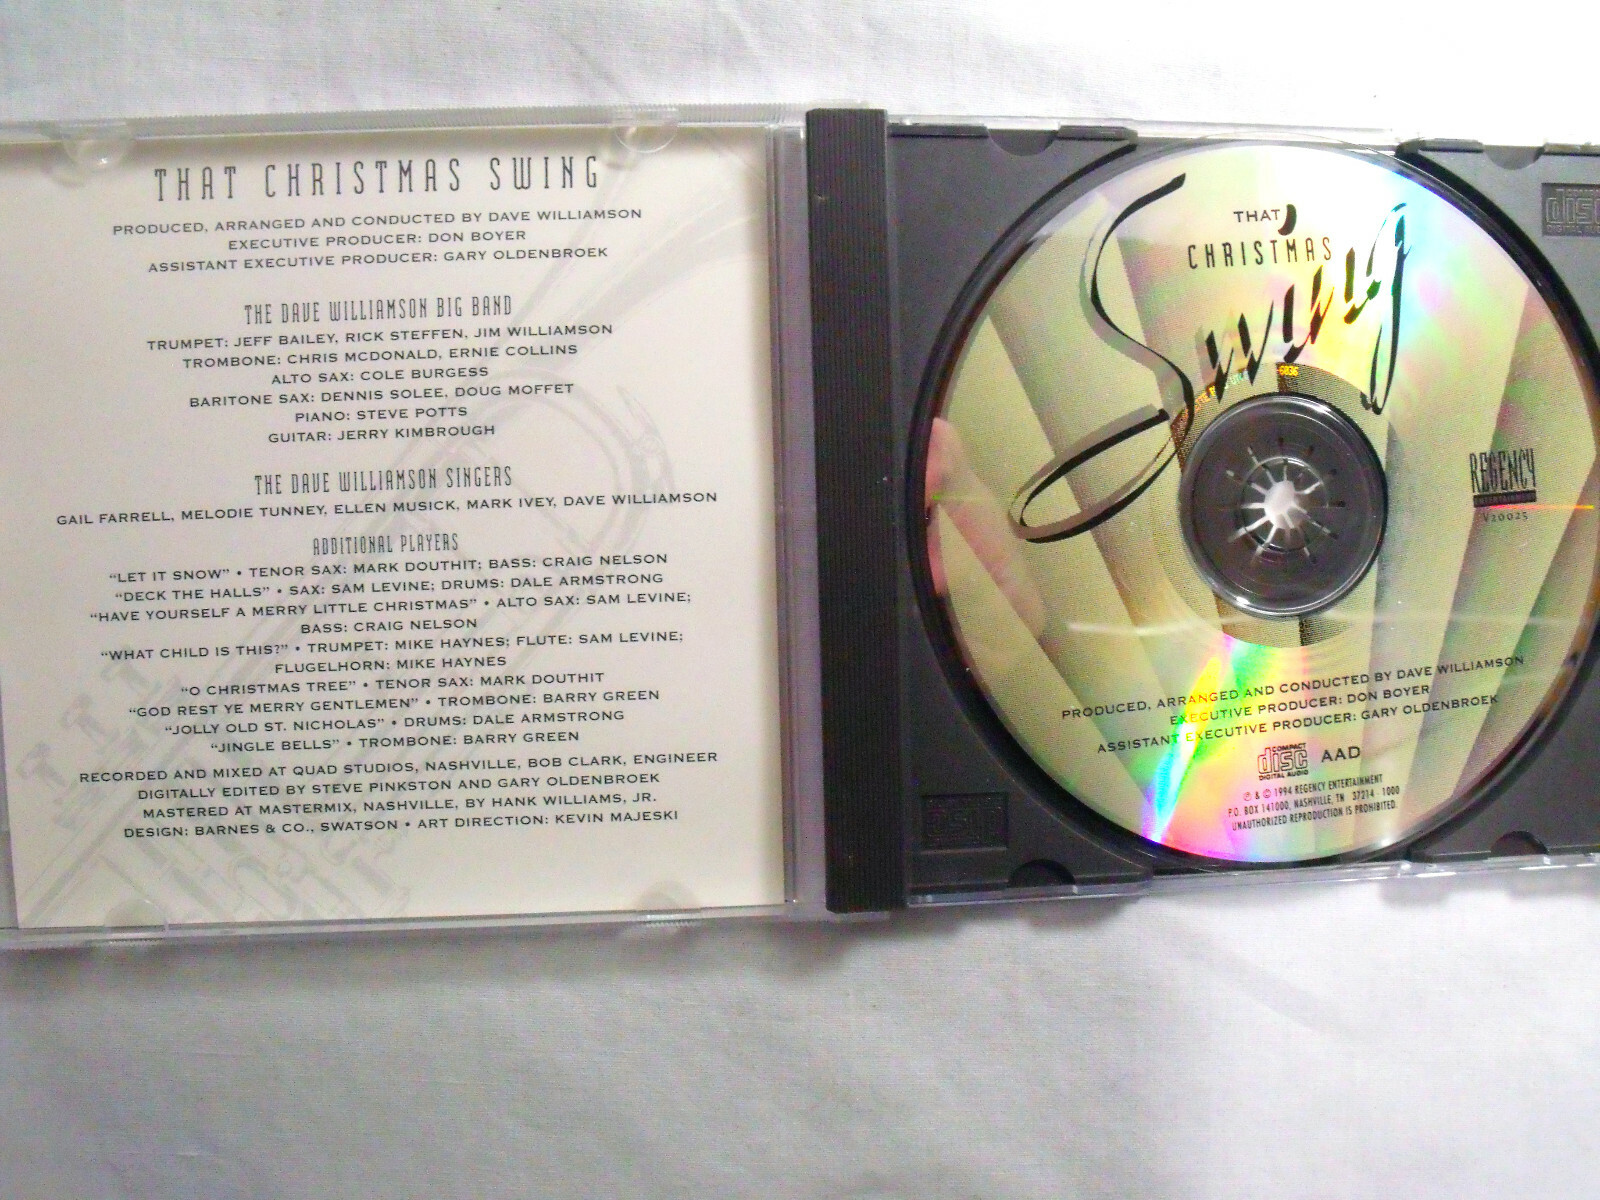 THAT CHRISTMAS SWING
PRODUCED, ARRANGED AND CONDUCTED BY DAVE WILLIAMSON
EXECUTIVE PRODUCER: DON BOYER
ASSISTANT EXECUTIVE PRODUCER: GARY OLDENBROEK
THE DAVE WILLIAMSON BIG BAND
TRUMPET: JEFF BAILEY, RICK STEFFEN, JIM WILLIAMSON
TROMBONE: CHRIS MCDONALD, ERNIE COLLINS
ALTO SAX: COLE BURGESS
BARITONE SAX: DENNIS SOLEE, DOUG MOFFET
PIANO: STEVE POTTS
GUITAR: JERRY KIMBROUGH
THE DAVE WILLIAMSON SINGERS
GAIL FARRELL, MELODIE TUNNEY, ELLEN MUSICK, MARK IVEY, DAVE WILLIAMSON
ADDITIONAL PLAYERS
"LET IT SNOW" • TENOR SAX: MARK DOUTHIT; BASS: CRAIG NELSON
"DECK THE HALLS" • SAX: SAM LEVINE; DRUMS: DALE ARMSTRONG
"HAVE YOURSELF A MERRY LITTLE CHRISTMAS" • ALTO SAX: SAM LEVINE;
BASS: CRAIG NELSON
"WHAT CHILD IS THIS?" • TRUMPET: MIKE HAYNES; FLUTE: SAM LEVINE;
FLUGELHORN: MIKE HAYNES
"O CHRISTMAS TREE" • TENOR SAX: MARK DOUTHIT
"GOD REST YE MERRY GENTLEMEN" • TROMBONE: BARRY GREEN
"JOLLY OLD ST. NICHOLAS" • DRUMS: DALE ARMSTRONG
"JINGLE BELLS" • TROMBONE: BARRY GREEN
RECORDED AND MIXED AT QUAD STUDIOS, NASHVILLE, BOB CLARK, ENGINEER
DIGITALLY EDITED BY STEVE PINKSTON AND GARY OLDENBROEK
MASTERED AT MASTERMIX, NASHVILLE, BY HANK WILLIAMS, JR.
DESIGN: BARNES & CO., SWATSON • ART DIRECTION: KEVIN MAJESKI
THAT
CHRISTMAS
Swing
6036
REGENCY
ENTERTAINMENT
V20025
PRODUCED, ARRANGED AND CONDUCTED BY DAVE WILLIAMSON
EXECUTIVE PRODUCER: DON BOYER
ASSISTANT EXECUTIVE PRODUCER: GARY OLDENBROEK
COMPACT
disc
DIGITAL AUDIO
AAD
℗ & © 1994 REGENCY ENTERTAINMENT
P.O. BOX 141000, NASHVILLE, TN 37214 - 1000
UNAUTHORIZED REPRODUCTION IS PROHIBITED.
disc
DIGITAL AUDIO